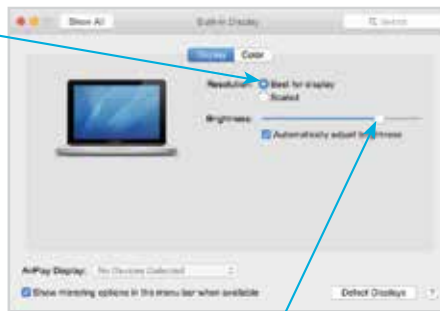 Show All Built-in Display Search
Display Color
Resolution: Best for display
Scaled
Brightness:
Automatically adjust brightness
AirPlay Display: No Devices Detected
Show mirroring options in the menu bar when available Detect Displays ?